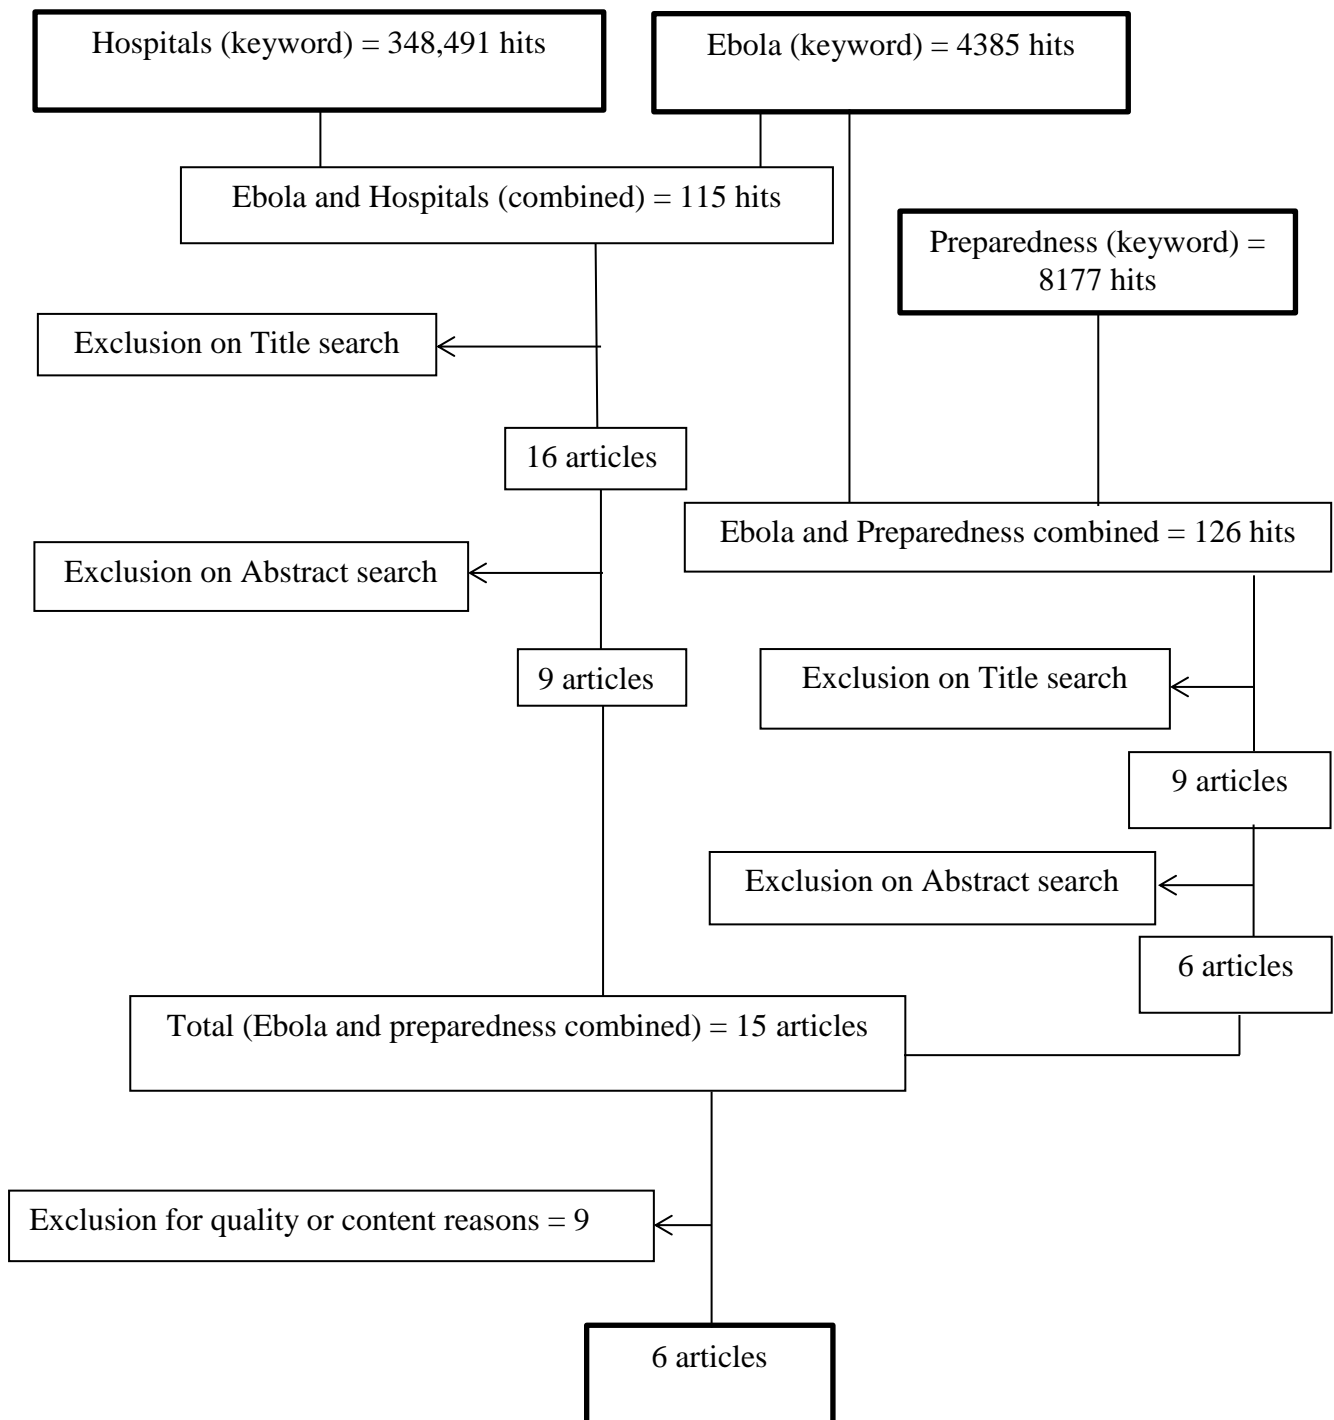 Hospitals (keyword) = 348,491 hits
Ebola (keyword) = 4385 hits
Ebola and Hospitals (combined) = 115 hits
Preparedness (keyword) =
8177 hits
Exclusion on Title search
16 articles
Ebola and Preparedness combined = 126 hits
Exclusion on Abstract search
9 articles
Exclusion on Title search
9 articles
Exclusion on Abstract search
6 articles
Total (Ebola and preparedness combined) = 15 articles
Exclusion for quality or content reasons = 9
6 articles